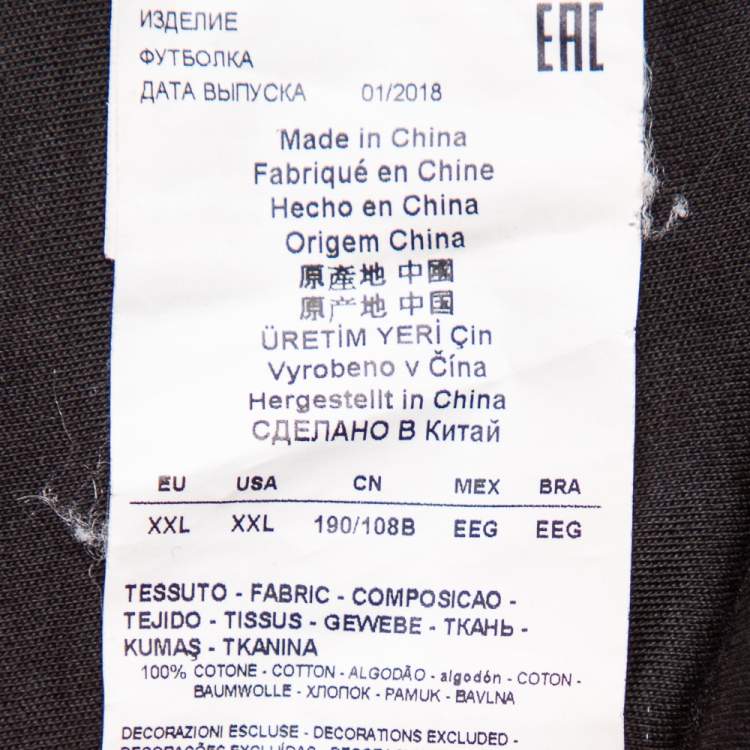 ИЗДЕЛИЕ
EAC
ФУТБОЛКА
ДАТА ВЫПУСКА 01/2018
Made in China
Fabriqué en Chine
Hecho en China
Origem China
原產地 中國
原产地 中国
ÜRETİM YERİ Çin
Vyrobeno v Čína
Hergestellt in China
СДЕЛАНО В Китай
EU USA CN MEX BRA
XXL XXL 190/108B EEG EEG
TESSUTO - FABRIC - COMPOSICAO -
TEJIDO - TISSUS - GEWEBE - ТКАНЬ -
KUMAŞ - TKANINA
100% COTONE - COTTON - ALGODÃO - algodón - COTON -
BAUMWOLLE - ХЛОПОК - PAMUK - BAVLNA
DECORAZIONI ESCLUSE - DECORATIONS EXCLUDED -
DECORAÇÕES EXCLUÍDAS -